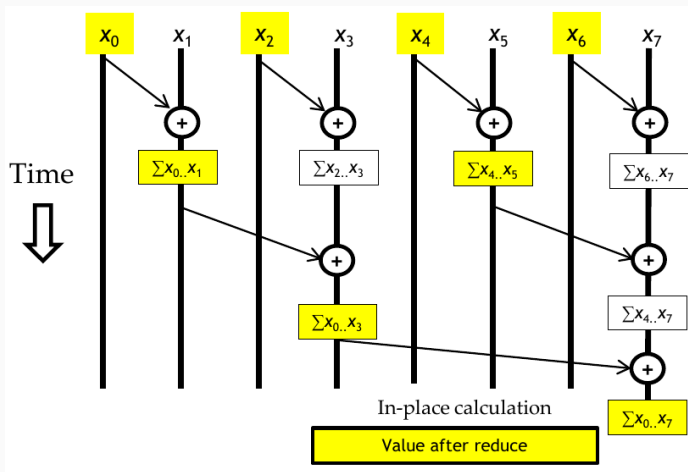 x₀ x₁ x₂ x₃ x₄ x₅ x₆ x₇
+ + + +
∑x₀..x₁ ∑x₂..x₃ ∑x₄..x₅ ∑x₆..x₇
Time
+ +
∑x₀..x₃ ∑x₄..x₇
+
In-place calculation ∑x₀..x₇
Value after reduce